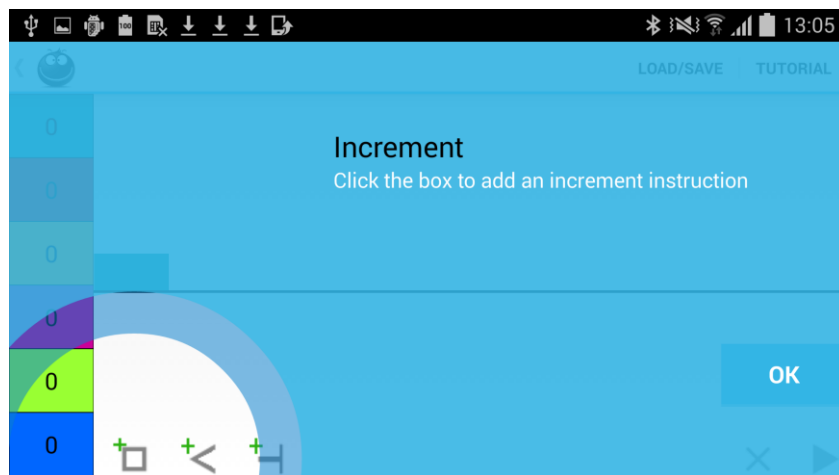 100
13:05
LOAD/SAVE
TUTORIAL
0
0
0
0
0
0
Increment
Click the box to add an increment instruction
OK